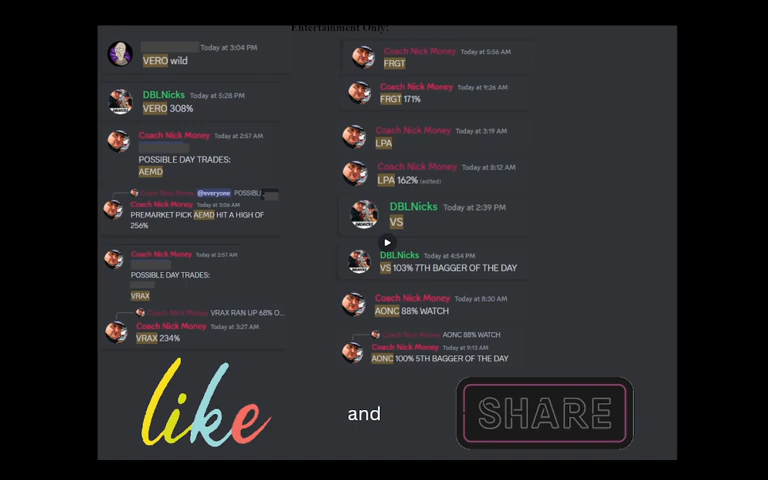 Entertainment Only!
Today at 3:04 PM
VERO wild
DBLNicks Today at 5:28 PM
VERO 308%
Coach Nick Money Today at 2:57 AM
POSSIBLE DAY TRADES:
AEMD
Coach Nick Money @everyone POSSIBL
Coach Nick Money Today at 3:06 AM
PREMARKET PICK AEMD HIT A HIGH OF
256%
Coach Nick Money Today at 2:57 AM
POSSIBLE DAY TRADES:
VRAX
Coach Nick Money VRAX RAN UP 68% O...
Coach Nick Money Today at 3:27 AM
VRAX 234%
Coach Nick Money Today at 5:56 AM
FRGT
Coach Nick Money Today at 9:26 AM
FRGT 171%
Coach Nick Money Today at 3:19 AM
LPA
Coach Nick Money Today at 8:12 AM
LPA 162% (edited)
DBLNicks Today at 2:39 PM
VS
DBLNicks Today at 4:54 PM
VS 103% 7TH BAGGER OF THE DAY
Coach Nick Money Today at 8:30 AM
AONC 88% WATCH
Coach Nick Money AONC 88% WATCH
Coach Nick Money Today at 9:13 AM
AONC 100% 5TH BAGGER OF THE DAY
like and SHARE